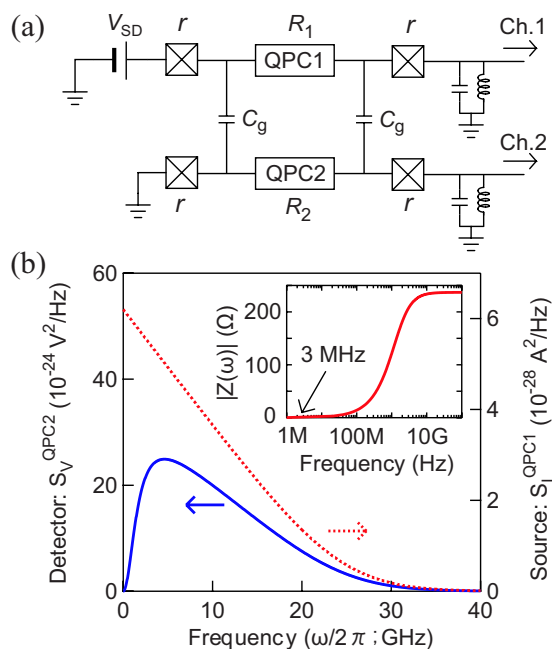 (a)
V_SD r R_1 r Ch.1
QPC1
C_g C_g
Ch.2
QPC2
r R_2 r
(b)
Detector: S_V^QPC2 (10^-24 V^2/Hz)
60
40
20
0
|Z(ω)| (Ω)
200
100
0
3 MHz
1M 100M 10G
Frequency (Hz)
6
4
2
0
Source: S_I^QPC1 (10^-28 A^2/Hz)
0 10 20 30 40
Frequency (ω/2π ; GHz)